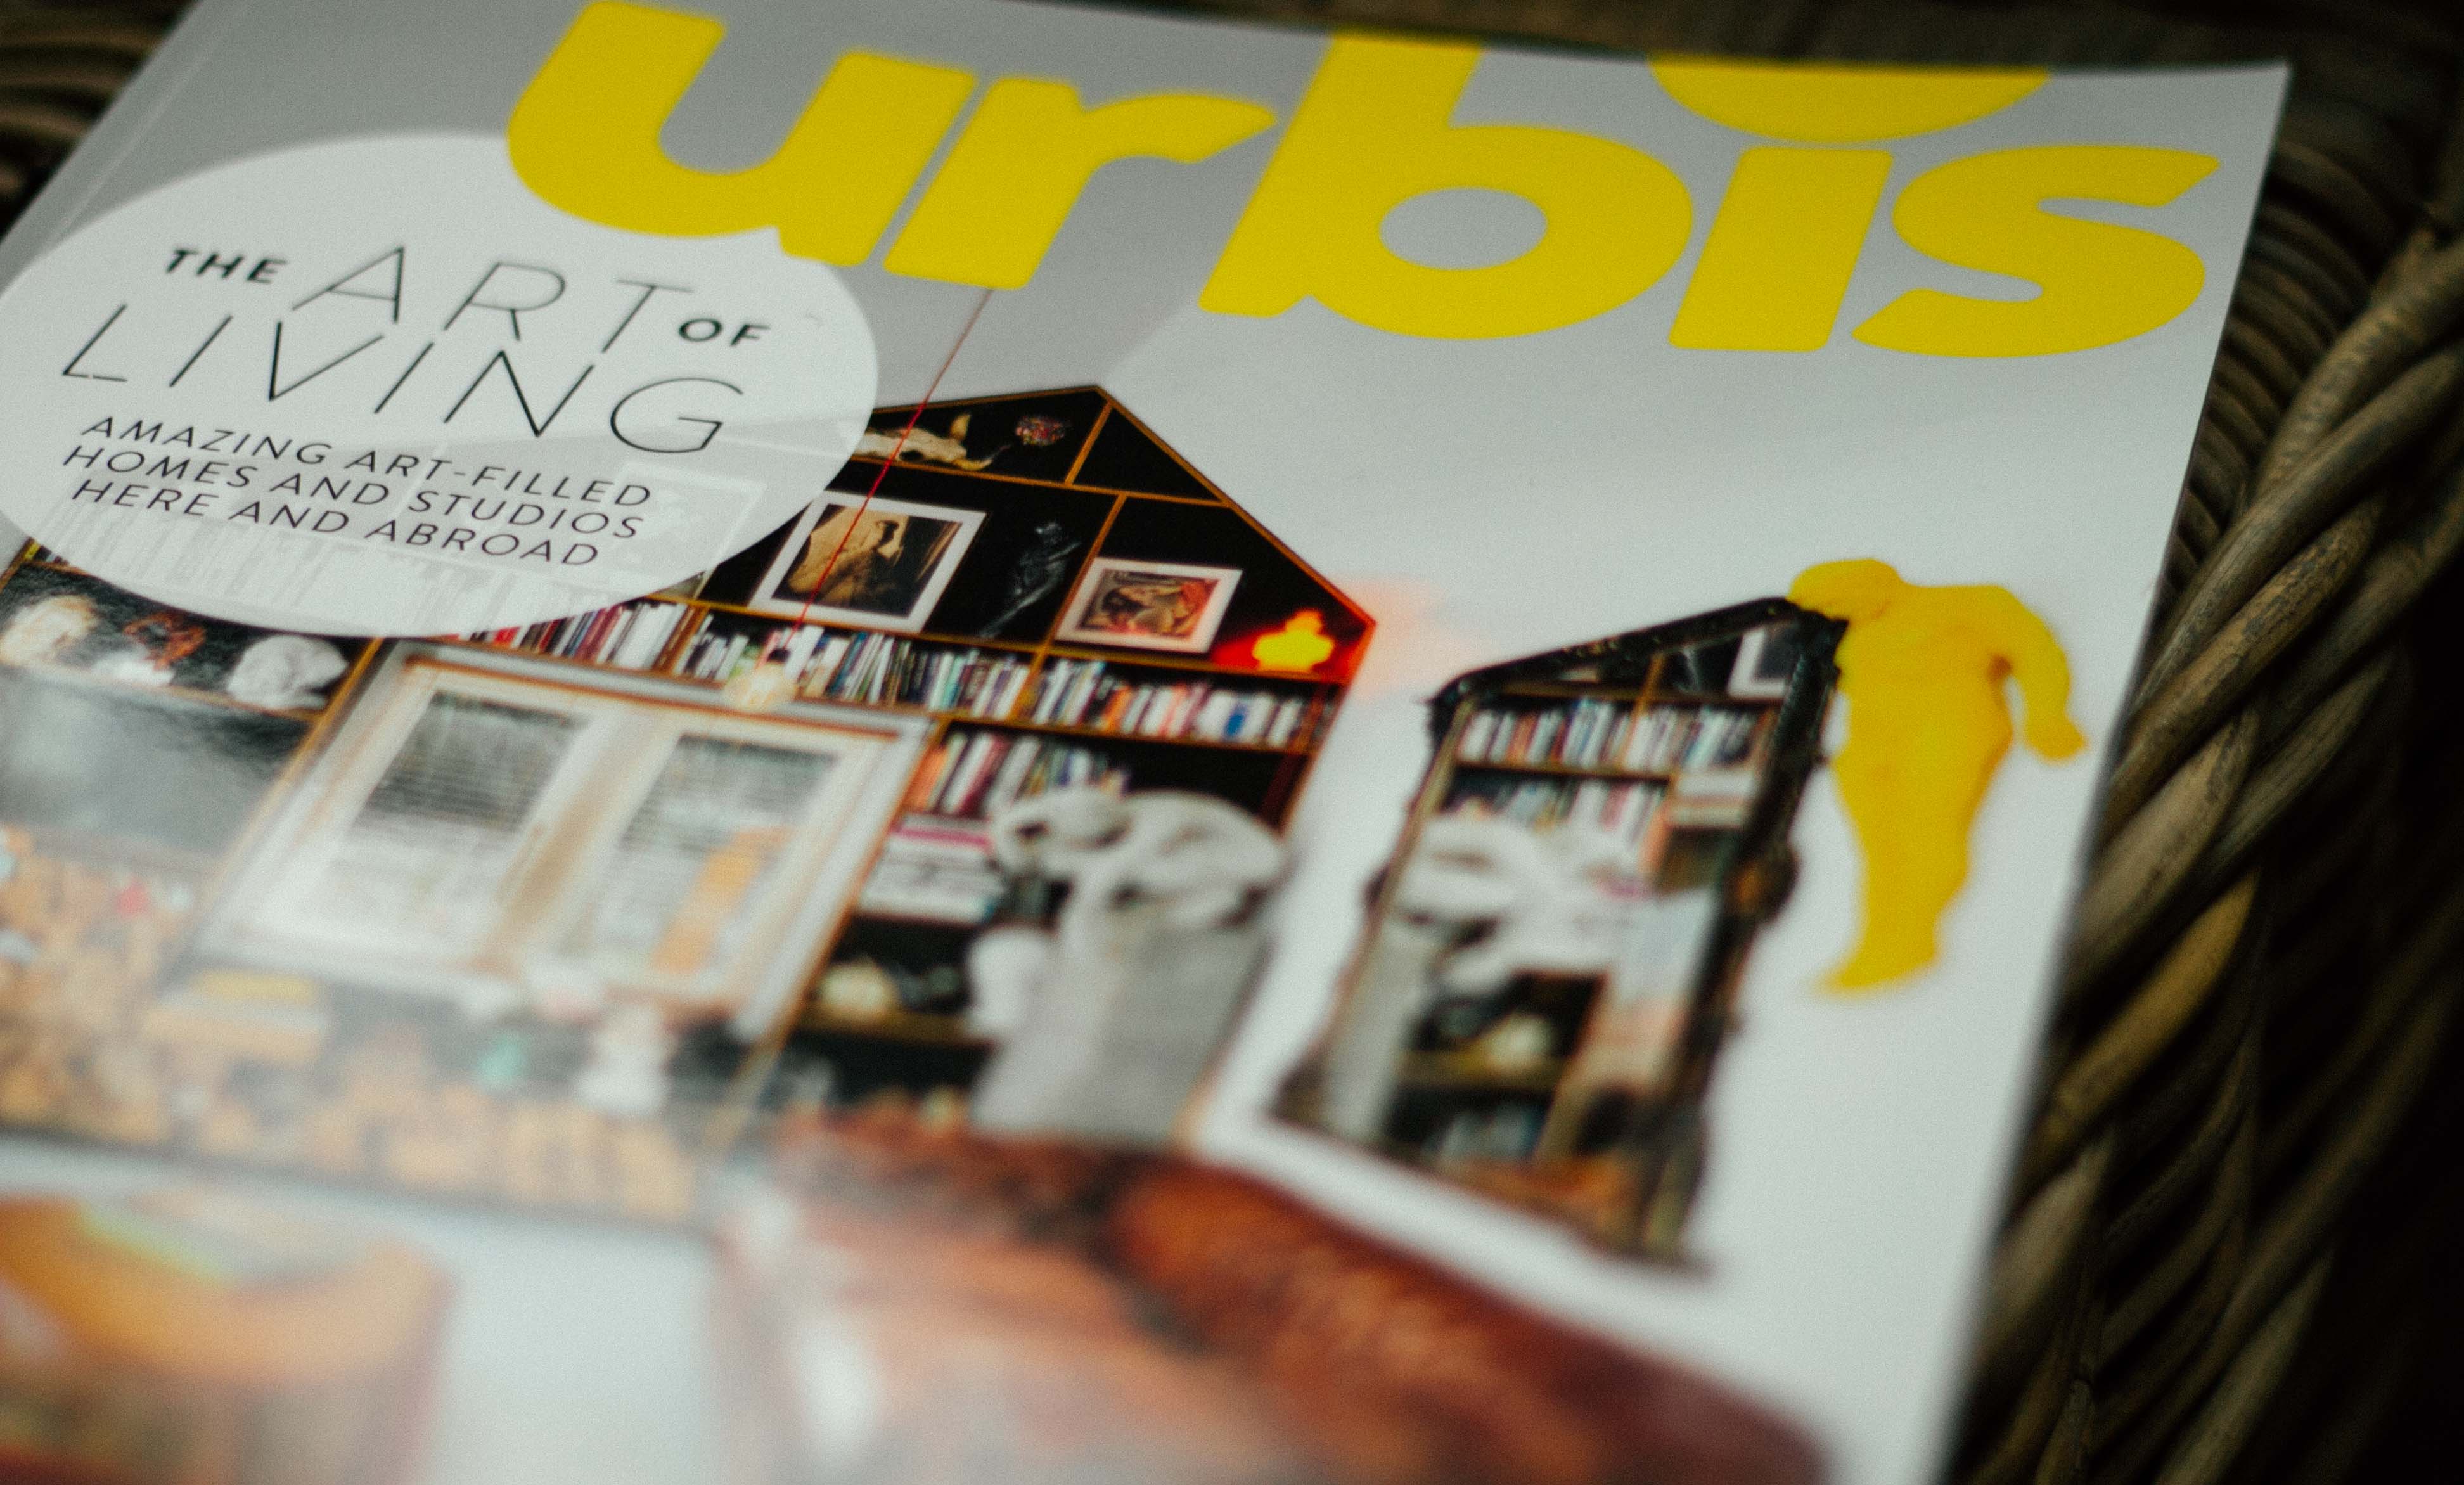 urbis
THE ART OF
LIVING
AMAZING ART-FILLED
HOMES AND STUDIOS
HERE AND ABROAD